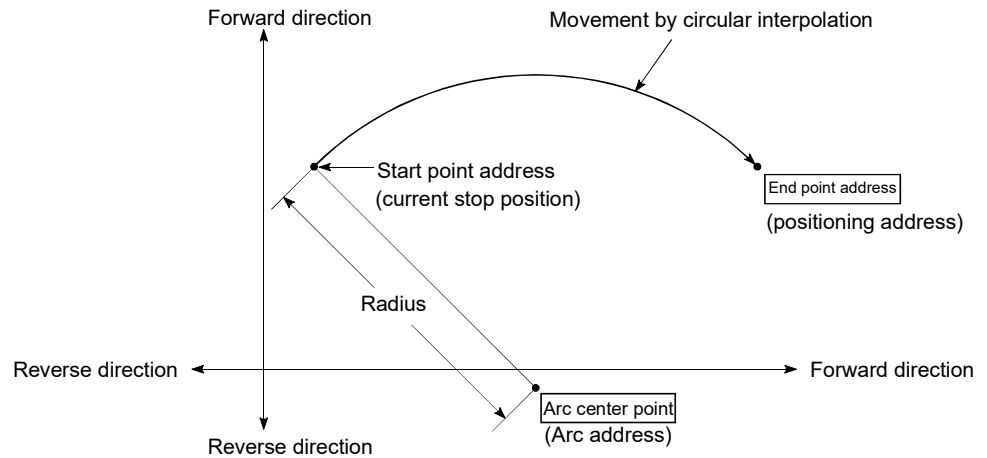 Forward direction
Movement by circular interpolation
Start point address
(current stop position)
End point address
(positioning address)
Radius
Reverse direction
Forward direction
Arc center point
(Arc address)
Reverse direction